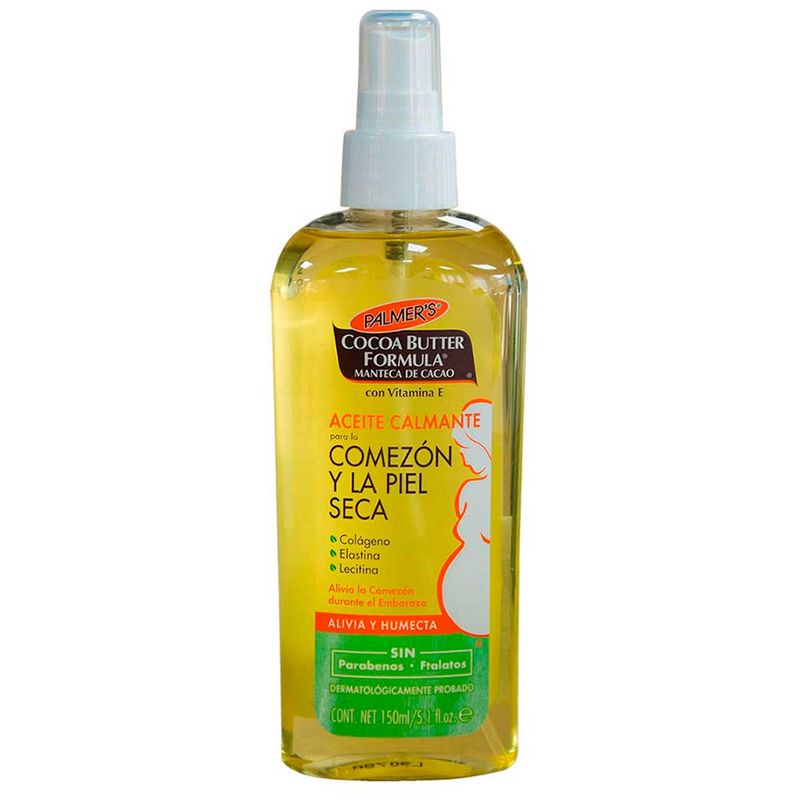 PALMER'S®
COCOA BUTTER
FORMULA®
MANTECA DE CACAO ®
con Vitamina E
ACEITE CALMANTE
para la
COMEZÓN
Y LA PIEL
SECA
Colágeno
Elastina
Lecitina
Alivia la Comezón
durante el Embarazo
ALIVIA Y HUMECTA
SIN
Parabenos · Ftalatos
DERMATOLÓGICAMENTE PROBADO
CONT. NET 150ml/5.1 fl.oz. ℮